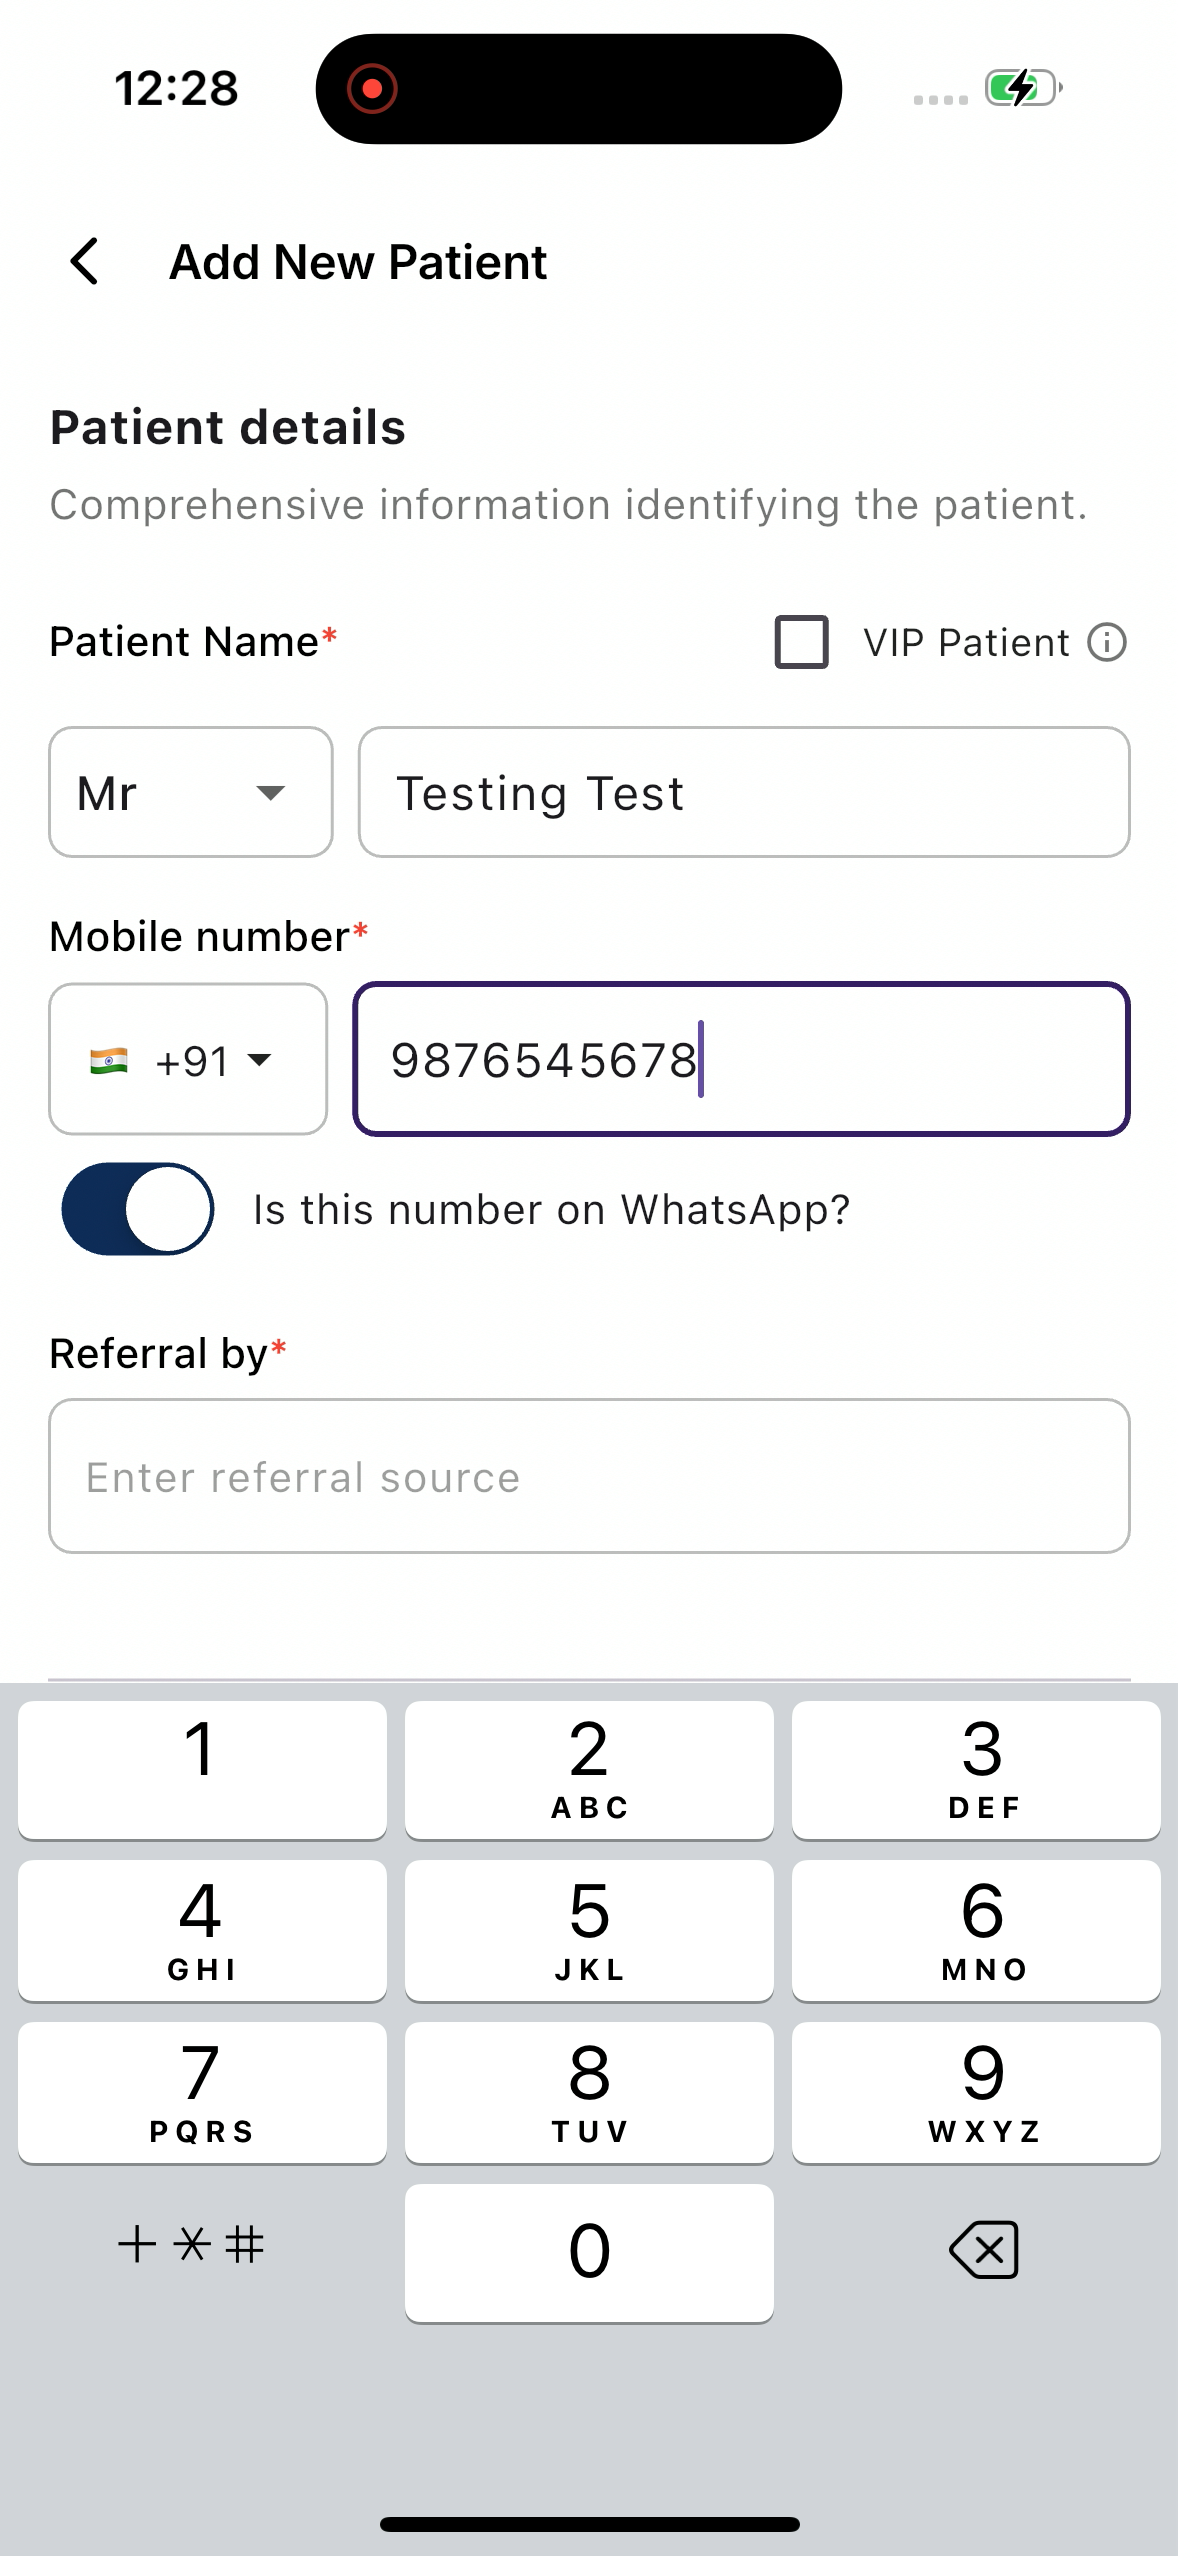 12:28
Add New Patient
Patient details
Comprehensive information identifying the patient.
Patient Name* VIP Patient
Mr Testing Test
Mobile number*
+91 9876545678
Is this number on WhatsApp?
Referral by*
Enter referral source
1 2 3
ABC DEF
4 5 6
GHI JKL MNO
7 8 9
PQRS TUV WXYZ
+*# 0